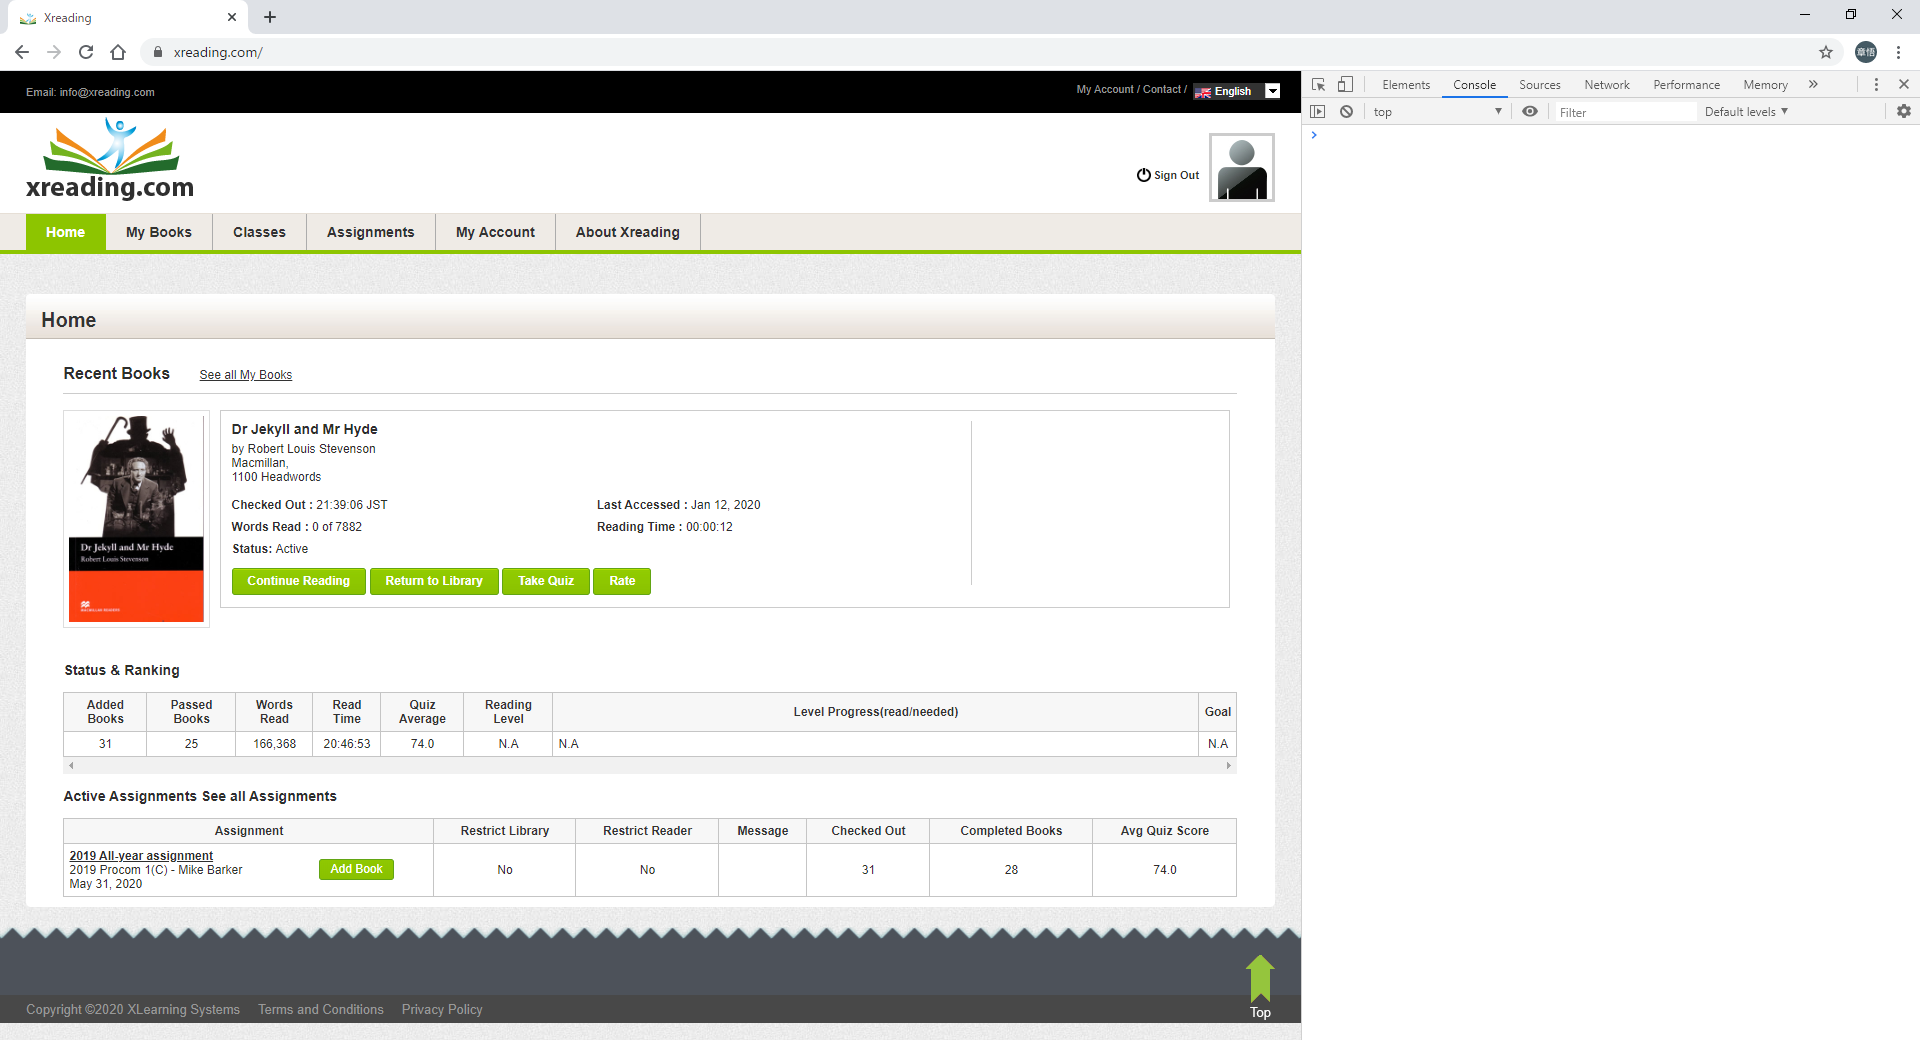 Xreading
xreading.com/
章悟
Email: info@xreading.com
My Account / Contact /
English
xreading.com
Sign Out
Home
My Books
Classes
Assignments
My Account
About Xreading
Home
Recent Books
See all My Books
Dr Jekyll and Mr Hyde
Robert Louis Stevenson
Dr Jekyll and Mr Hyde
by Robert Louis Stevenson
Macmillan,
1100 Headwords
Checked Out : 21:39:06 JST
Last Accessed : Jan 12, 2020
Words Read : 0 of 7882
Reading Time : 00:00:12
Status: Active
Continue Reading
Return to Library
Take Quiz
Rate
Status & Ranking
Added Books
Passed Books
Words Read
Read Time
Quiz Average
Reading Level
Level Progress(read/needed)
Goal
31
25
166,368
20:46:53
74.0
N.A
N.A
N.A
Active Assignments See all Assignments
Assignment
Restrict Library
Restrict Reader
Message
Checked Out
Completed Books
Avg Quiz Score
2019 All-year assignment
2019 Procom 1(C) - Mike Barker
May 31, 2020
Add Book
No
No
31
28
74.0
Top
Copyright ©2020 XLearning Systems
Terms and Conditions
Privacy Policy
Elements
Console
Sources
Network
Performance
Memory
top
Filter
Default levels